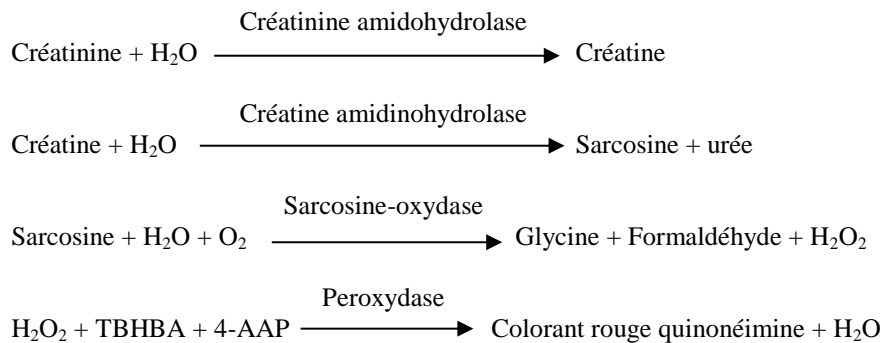 Créatinine amidohydrolase
Créatinine + H₂O Créatine
Créatine amidinohydrolase
Créatine + H₂O Sarcosine + urée
Sarcosine-oxydase
Sarcosine + H₂O + O₂ Glycine + Formaldéhyde + H₂O₂
Peroxydase
H₂O₂ + TBHBA + 4-AAP Colorant rouge quinonéimine + H₂O